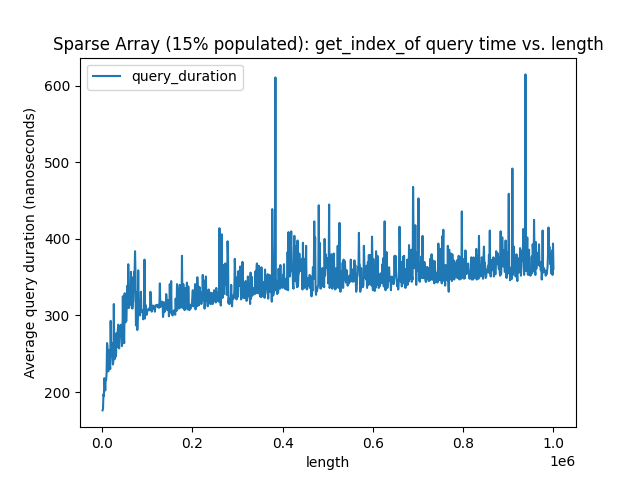 Sparse Array (15% populated): get_index_of query time vs. length
query_duration
Average query duration (nanoseconds)
600
500
400
300
200
0.0 0.2 0.4 0.6 0.8 1.0
1e6
length